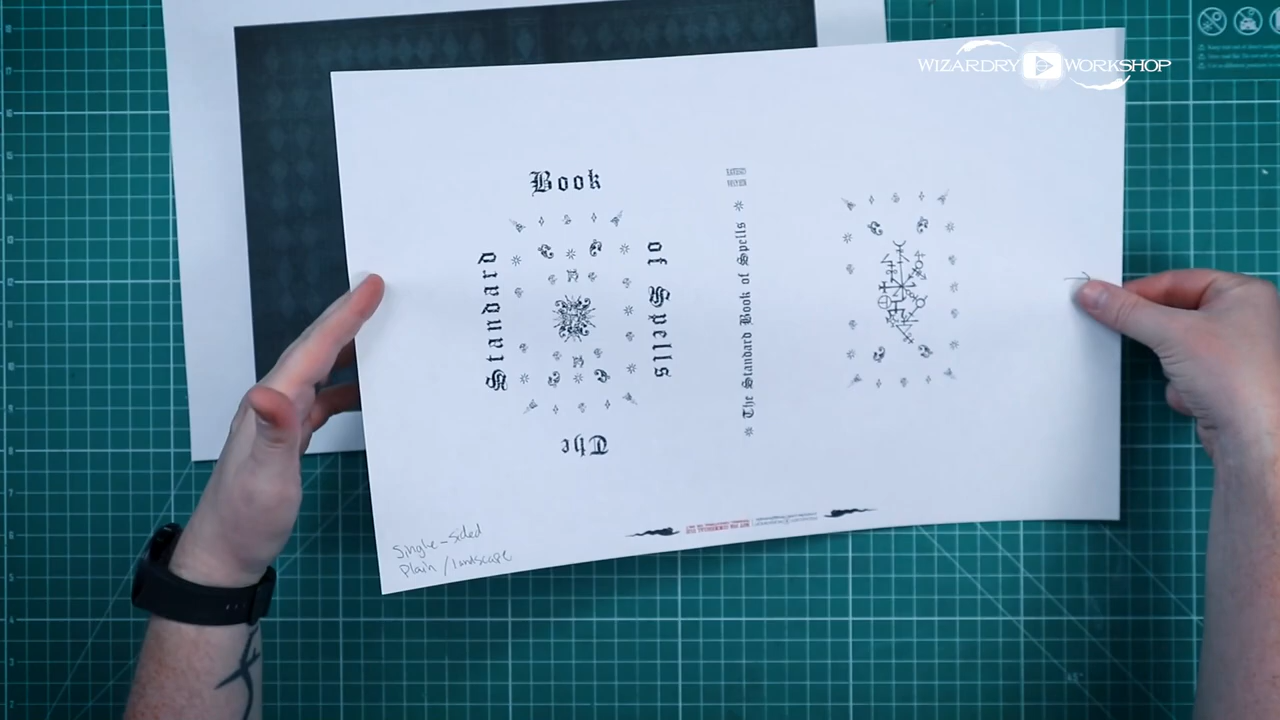 WIZARDRY WORKSHOP
Book
Standard
of Spells
The
The Standard Book of Spells
single-sided
plain / landscape